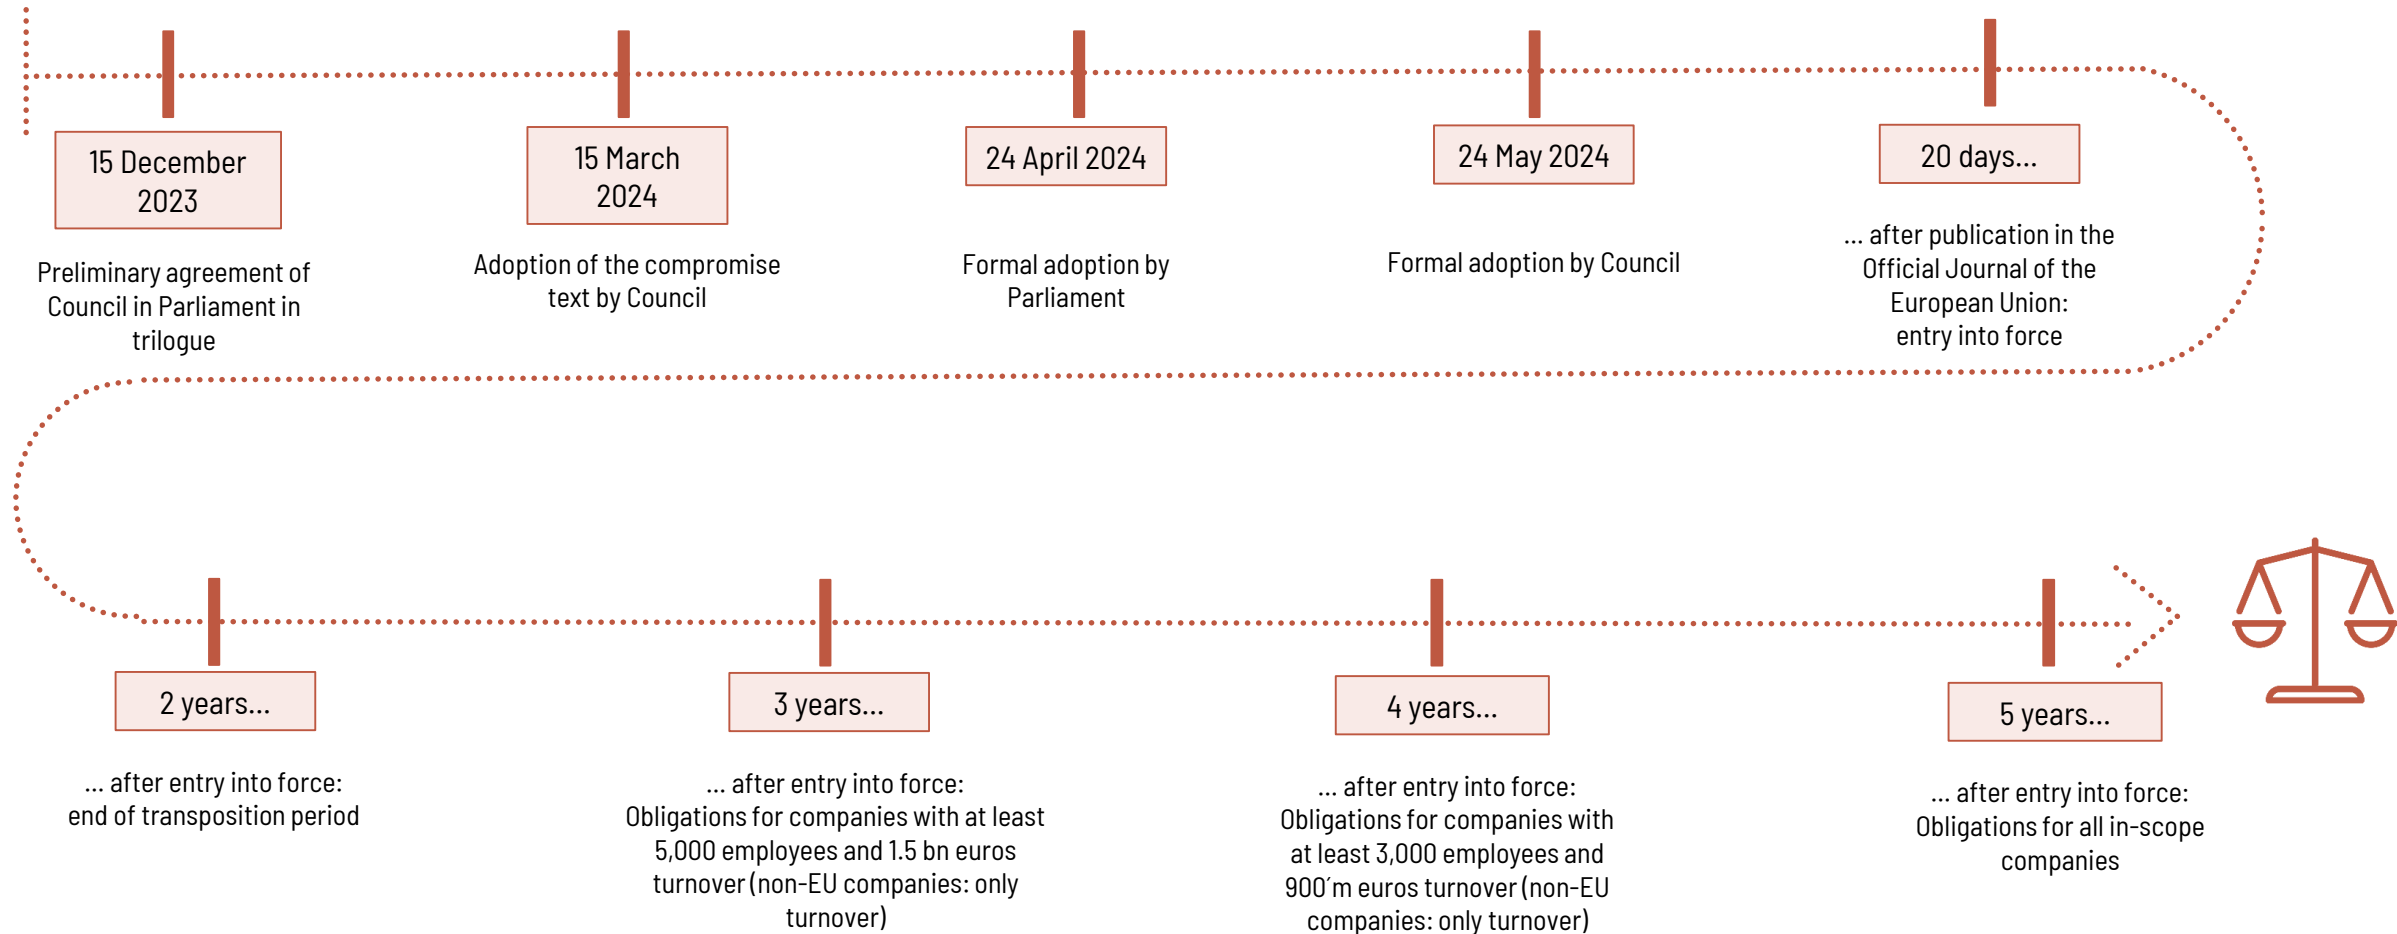 15 December
2023
Preliminary agreement of
Council in Parliament in
trilogue
15 March
2024
Adoption of the compromise
text by Council
24 April 2024
Formal adoption by
Parliament
24 May 2024
Formal adoption by Council
20 days...
... after publication in the
Official Journal of the
European Union:
entry into force
2 years...
... after entry into force:
end of transposition period
3 years...
... after entry into force:
Obligations for companies with at least
5,000 employees and 1.5 bn euros
turnover (non-EU companies: only
turnover)
4 years...
... after entry into force:
Obligations for companies with
at least 3,000 employees and
900´m euros turnover (non-EU
companies: only turnover)
5 years...
... after entry into force:
Obligations for all in-scope
companies